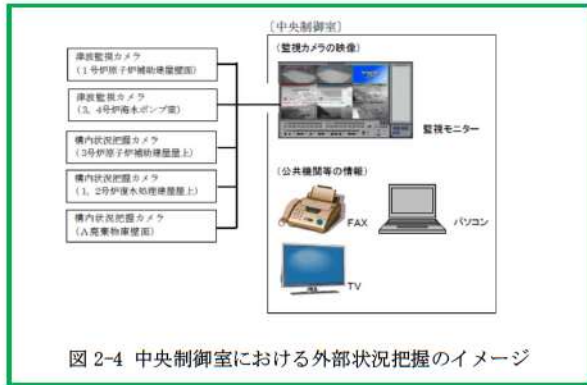 〔中央制御室〕
津波監視カメラ
(1号炉原子炉補助建屋壁面)
津波監視カメラ
(3,4号炉海水ポンプ室)
構内状況把握カメラ
(3号炉原子炉補助建屋屋上)
構内状況把握カメラ
(1,2号炉復水処理建屋屋上)
構内状況把握カメラ
(A廃棄物庫壁面)
(監視カメラの映像)
監視モニター
(公共機関等の情報)
FAX
パソコン
TV
図 2-4 中央制御室における外部状況把握のイメージ